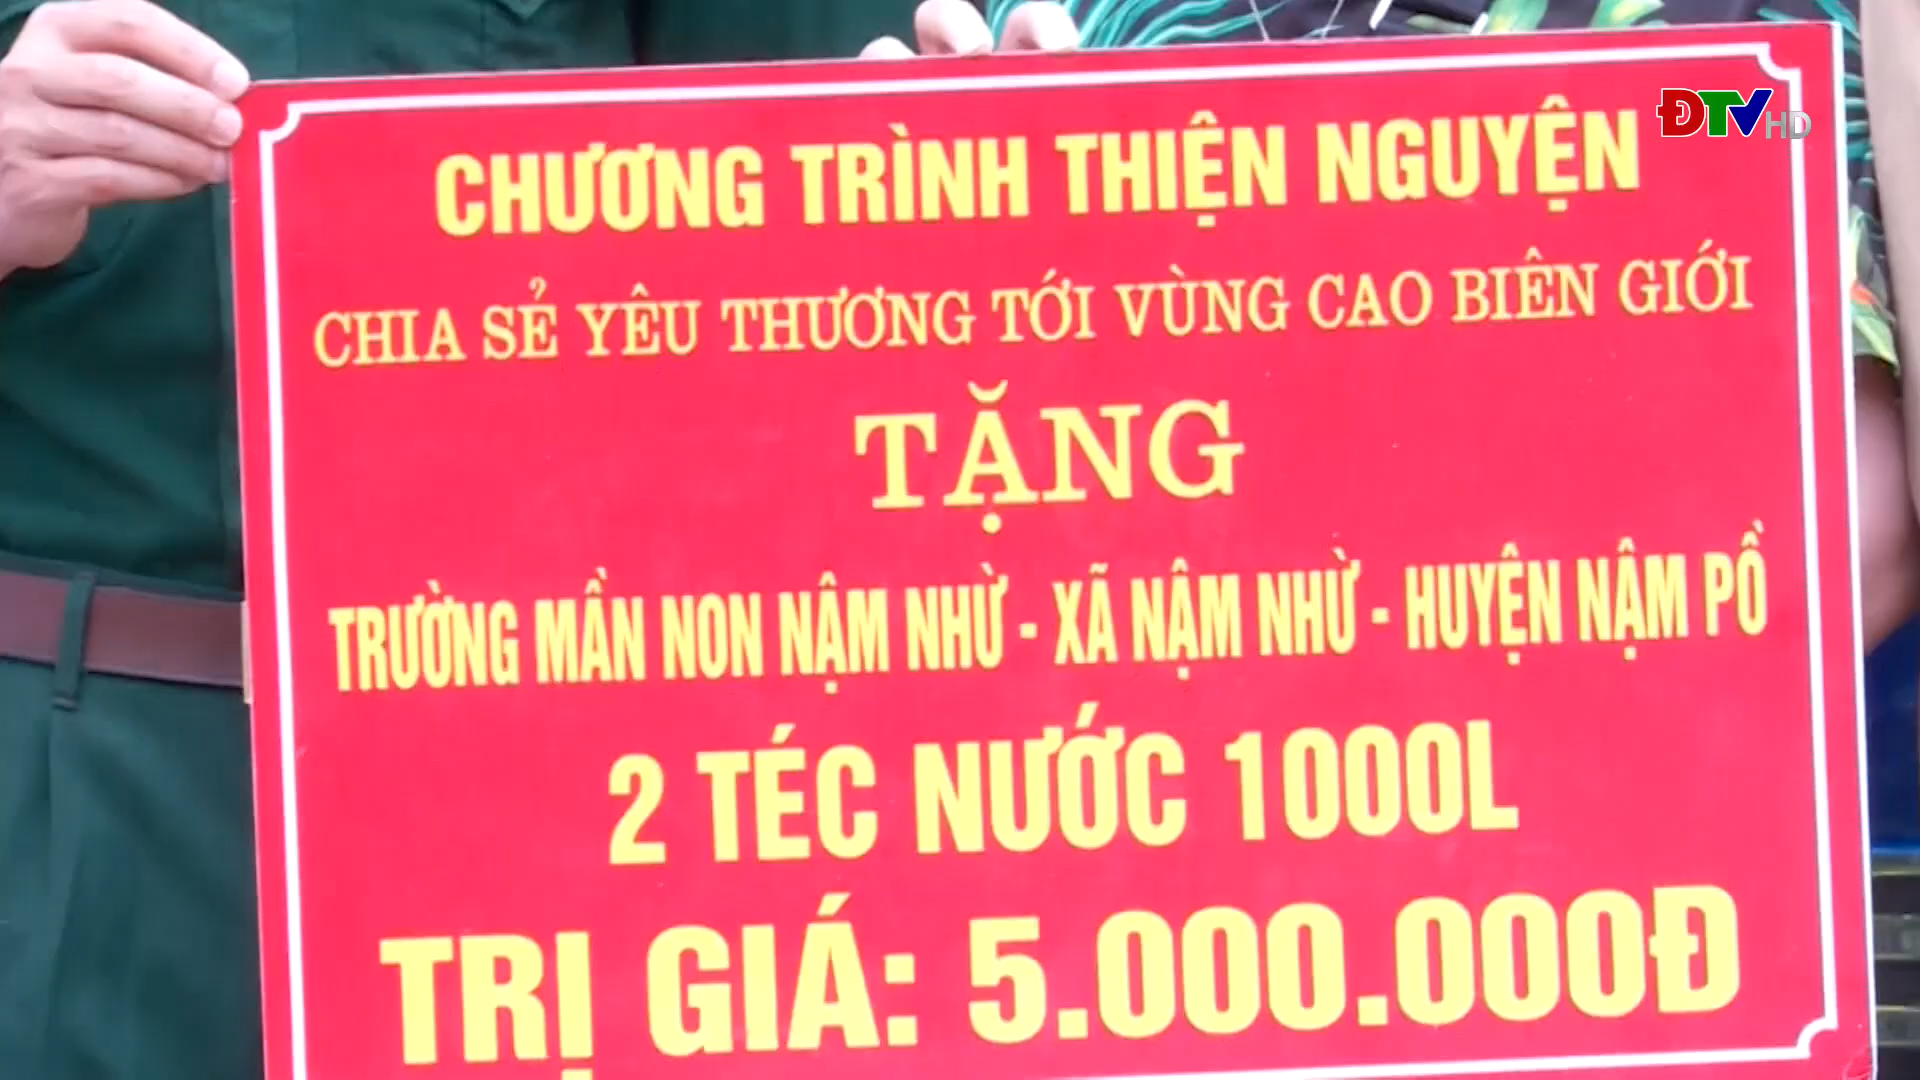 ĐTV HD
CHƯƠNG TRÌNH THIỆN NGUYỆN
CHIA SẺ YÊU THƯƠNG TỚI VÙNG CAO BIÊN GIỚI
TẶNG
TRƯỜNG MẦN NON NẬM NHỪ - XÃ NẬM NHỪ - HUYỆN NẬM PỒ
2 TÉC NƯỚC 1000L
TRỊ GIÁ: 5.000.000Đ